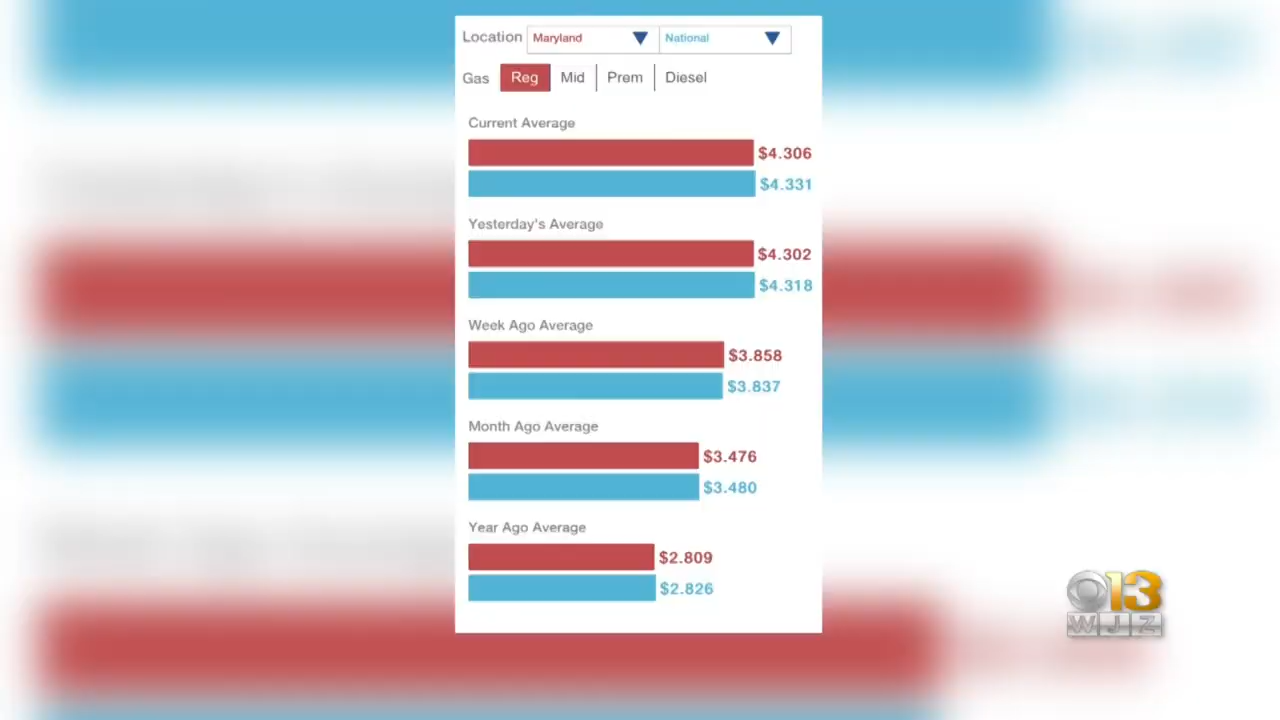 Location Maryland National
Gas Reg Mid Prem Diesel
Current Average
$4.306
$4.331
Yesterday's Average
$4.302
$4.318
Week Ago Average
$3.858
$3.837
Month Ago Average
$3.476
$3.480
Year Ago Average
$2.809
$2.826
13
WJZ